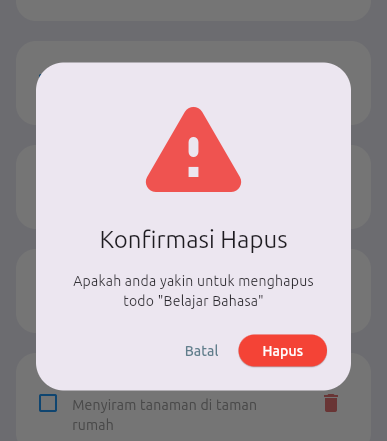 Konfirmasi Hapus
Apakah anda yakin untuk menghapus
todo "Belajar Bahasa"
Batal
Hapus
Menyiram tanaman di taman
rumah